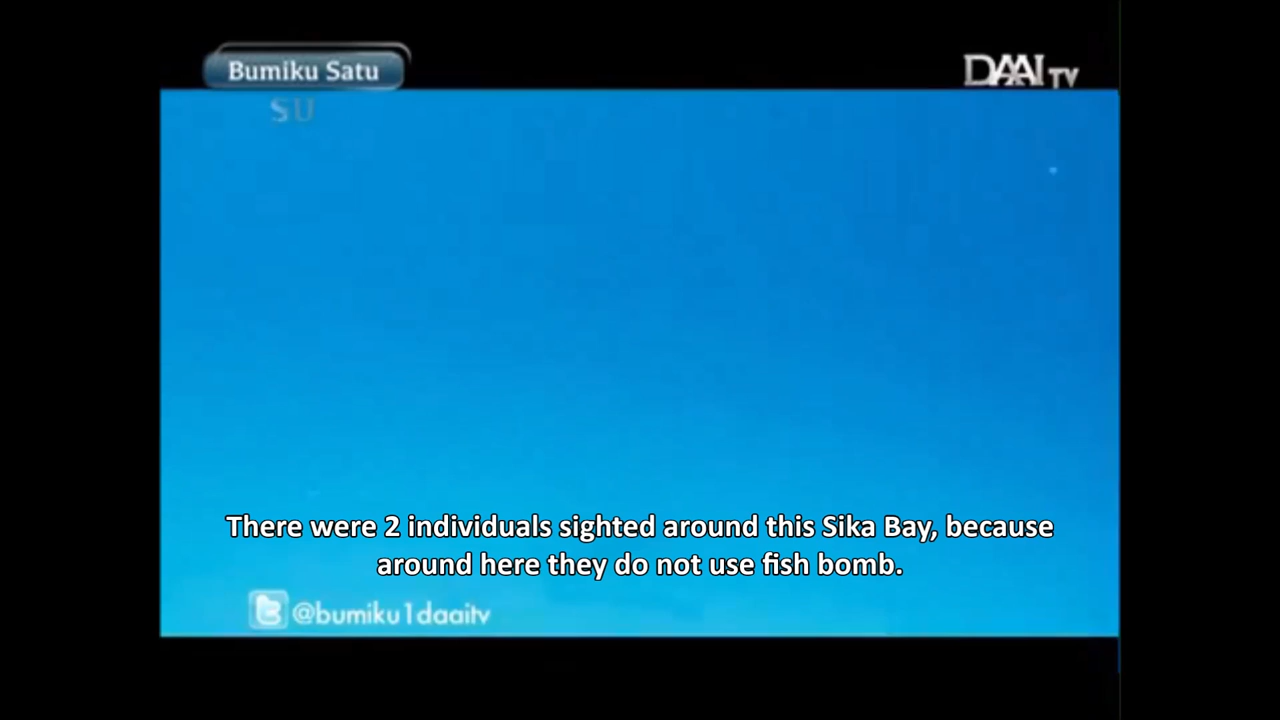 Bumiku Satu
DAAI TV
SU
There were 2 individuals sighted around this Sika Bay, because
around here they do not use fish bomb.
@bumiku1daaitv